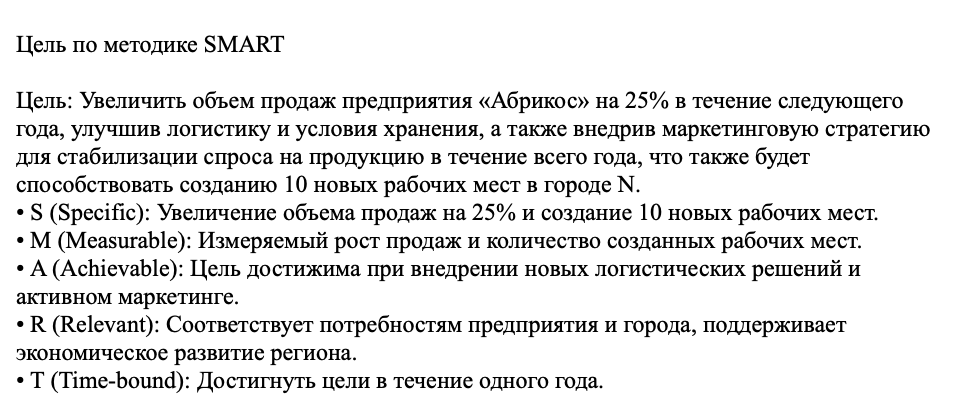 Цель по методике SMART
Цель: Увеличить объем продаж предприятия «Абрикос» на 25% в течение следующего
года, улучшив логистику и условия хранения, а также внедрив маркетинговую стратегию
для стабилизации спроса на продукцию в течение всего года, что также будет
способствовать созданию 10 новых рабочих мест в городе N.
• S (Specific): Увеличение объема продаж на 25% и создание 10 новых рабочих мест.
• M (Measurable): Измеряемый рост продаж и количество созданных рабочих мест.
• A (Achievable): Цель достижима при внедрении новых логистических решений и
активном маркетинге.
• R (Relevant): Соответствует потребностям предприятия и города, поддерживает
экономическое развитие региона.
• T (Time-bound): Достигнуть цели в течение одного года.